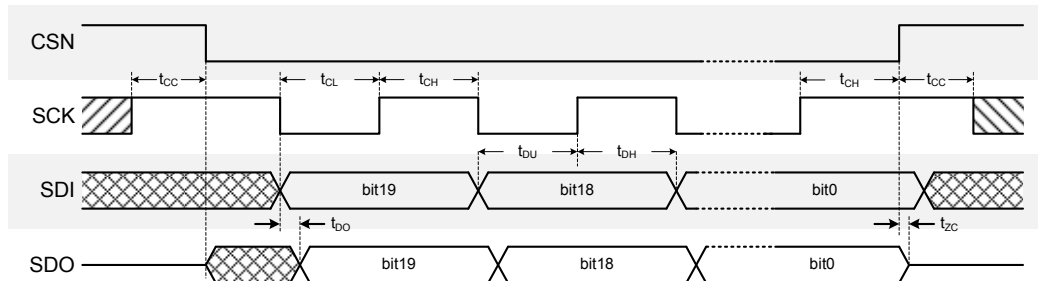 CSN
tCC tCL tCH tCH tCC
SCK
tDU tDH
SDI bit19 bit18 bit0
tDO tZC
SDO bit19 bit18 bit0